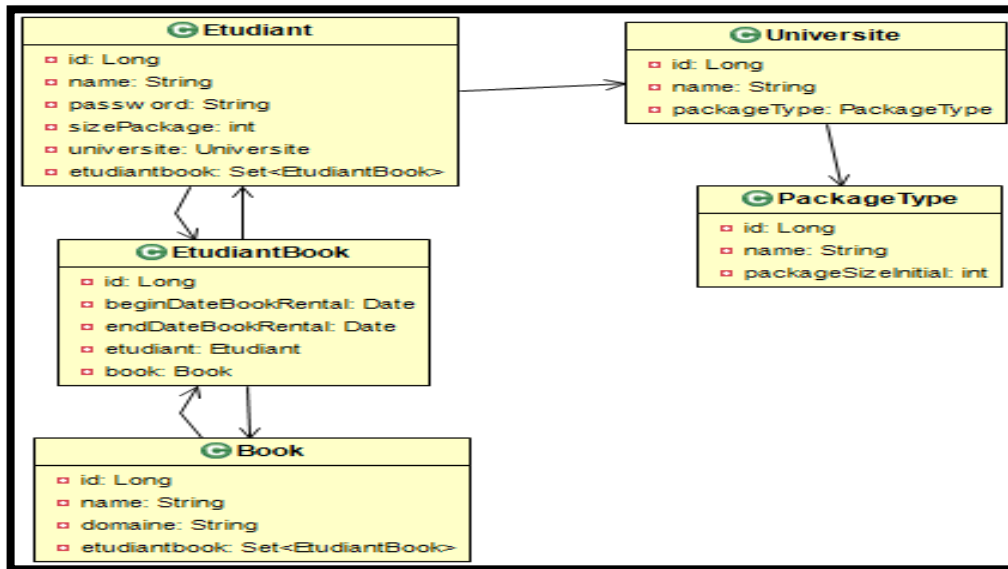 C Etudiant
id: Long
name: String
passw ord: String
sizePackage: int
universite: Universite
etudiantbook: Set<EtudiantBook>
C Universite
id: Long
name: String
packageType: PackageType
C PackageType
id: Long
name: String
packageSizeInitial: int
C EtudiantBook
id: Long
beginDateBookRental: Date
endDateBookRental: Date
etudiant: Etudiant
book: Book
C Book
id: Long
name: String
domaine: String
etudiantbook: Set<EtudiantBook>